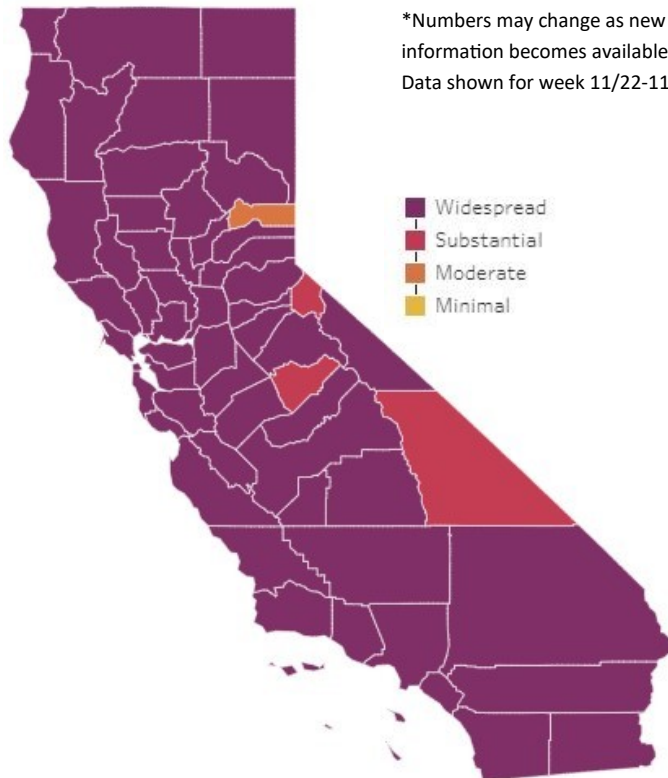 *Numbers may change as new
information becomes available
Data shown for week 11/22-11
Widespread
Substantial
Moderate
Minimal